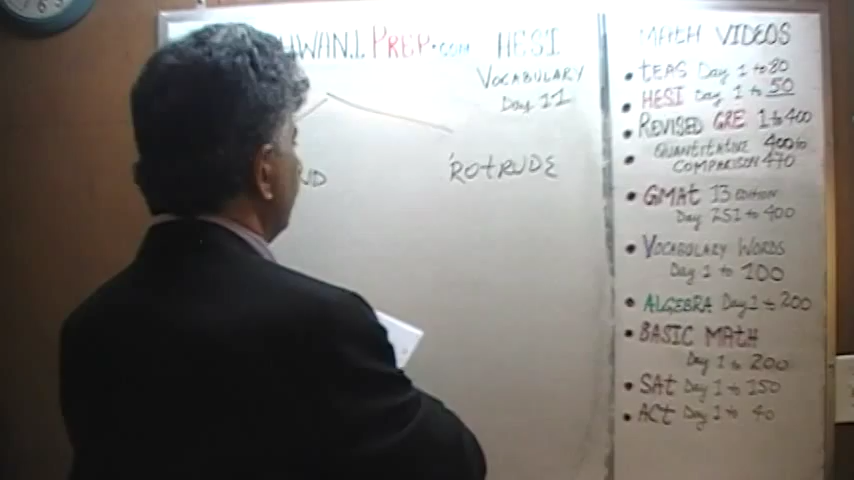 PREP.com HESI
VOCABULARY
Day 11
ROTRUDE
MATH VIDEOS
• TEAS Day 1 to 80
• HESI Day 1 to 50
• REVISED GRE 1 to 400
• QUANTITATIVE 400 to
COMPARISON 470
• GMAT 13 EDITION
Day 251 to 400
• VOCABULARY WORDS
Day 1 to 100
• ALGEBRA Day 1 to 200
• BASIC MATH
Day 1 to 200
• SAT Day 1 to 150
• ACT Day 1 to 40